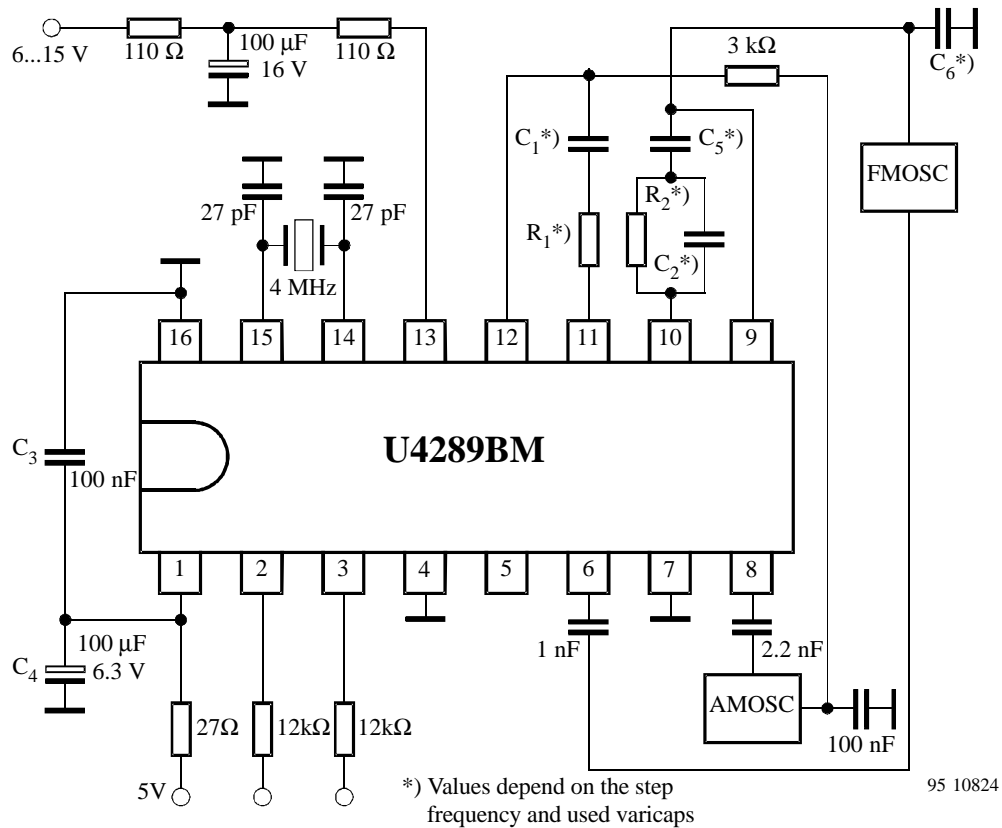 6...15 V
110 Ω
100 μF
16 V
110 Ω
3 kΩ
C6*)
C1*)
C5*)
FMOSC
27 pF
27 pF
R2*)
R1*)
C2*)
4 MHz
16
15
14
13
12
11
10
9
C3
100 nF
U4289BM
1
2
3
4
5
6
7
8
C4
100 μF
6.3 V
1 nF
2.2 nF
AMOSC
27Ω
12kΩ
12kΩ
100 nF
5V
*) Values depend on the step
frequency and used varicaps
95 10824